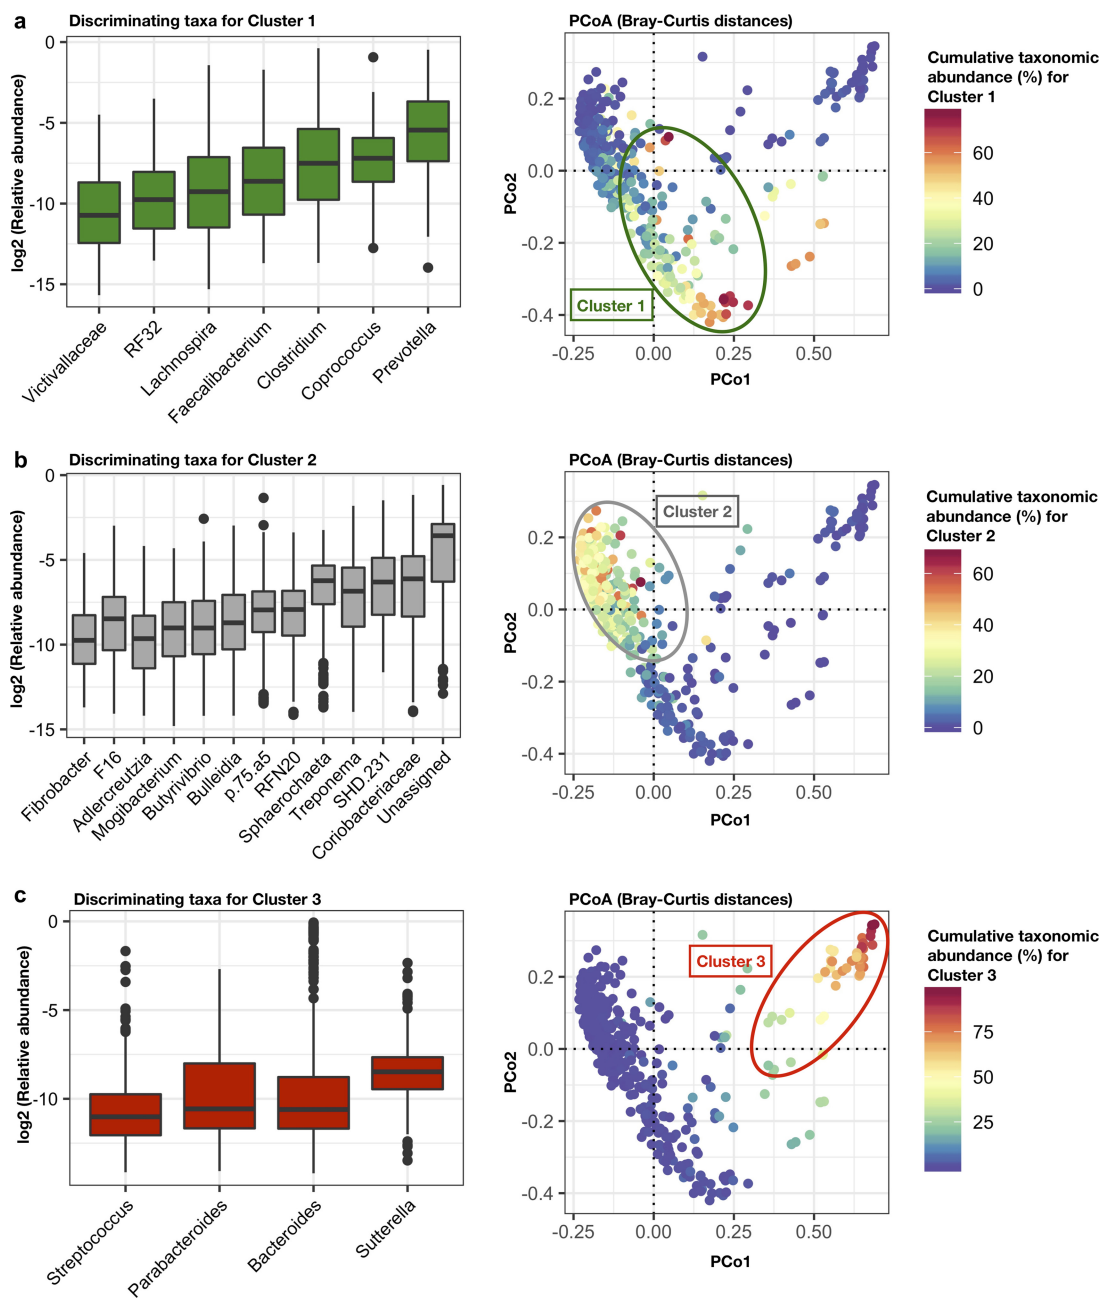 a
Discriminating taxa for Cluster 1
log2 (Relative abundance)
0
-5
-10
-15
Victivallaceae
RF32
Lachnospira
Faecalibacterium
Clostridium
Coprococcus
Prevotella
PCoA (Bray-Curtis distances)
PCo2
0.2
0.0
-0.2
-0.4
Cluster 1
-0.25
0.00
0.25
0.50
PCo1
Cumulative taxonomic
abundance (%) for
Cluster 1
60
40
20
0
b
Discriminating taxa for Cluster 2
log2 (Relative abundance)
0
-5
-10
-15
Fibrobacter
F16
Adlercreutzia
Mogibacterium
Butyrivibrio
Bulleidia
p.75.a5
RFN20
Sphaerochaeta
Treponema
SHD.231
Coriobacteriaceae
Unassigned
PCoA (Bray-Curtis distances)
PCo2
0.2
0.0
-0.2
-0.4
Cluster 2
-0.25
0.00
0.25
0.50
PCo1
Cumulative taxonomic
abundance (%) for
Cluster 2
60
40
20
0
c
Discriminating taxa for Cluster 3
log2 (Relative abundance)
0
-5
-10
Streptococcus
Parabacteroides
Bacteroides
Sutterella
PCoA (Bray-Curtis distances)
PCo2
0.2
0.0
-0.2
-0.4
Cluster 3
-0.25
0.00
0.25
0.50
PCo1
Cumulative taxonomic
abundance (%) for
Cluster 3
75
50
25